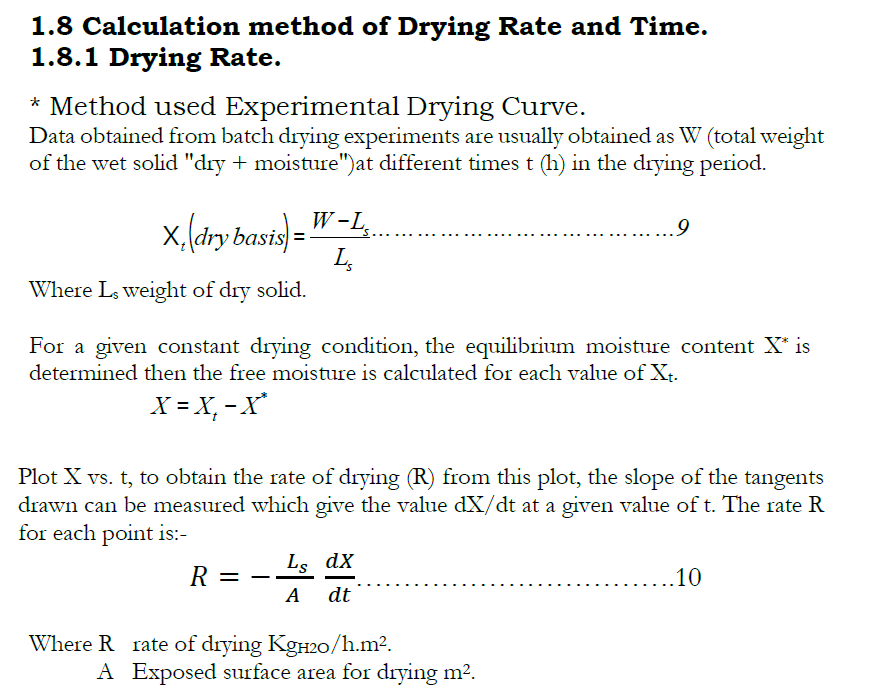 1.8 Calculation method of Drying Rate and Time.
1.8.1 Drying Rate.
* Method used Experimental Drying Curve.
Data obtained from batch drying experiments are usually obtained as W (total weight
of the wet solid "dry + moisture")at different times t (h) in the drying period.
Xₜ(dry basis) = (W − Lₛ) / Lₛ ……………………………9
Where Lₛ weight of dry solid.
For a given constant drying condition, the equilibrium moisture content X* is
determined then the free moisture is calculated for each value of Xₜ.
X = Xₜ − X*
Plot X vs. t, to obtain the rate of drying (R) from this plot, the slope of the tangents
drawn can be measured which give the value dX/dt at a given value of t. The rate R
for each point is:-
R = − (Lₛ / A) (dX / dt) ……………………………..10
Where R rate of drying KgH2O/h.m².
A Exposed surface area for drying m².